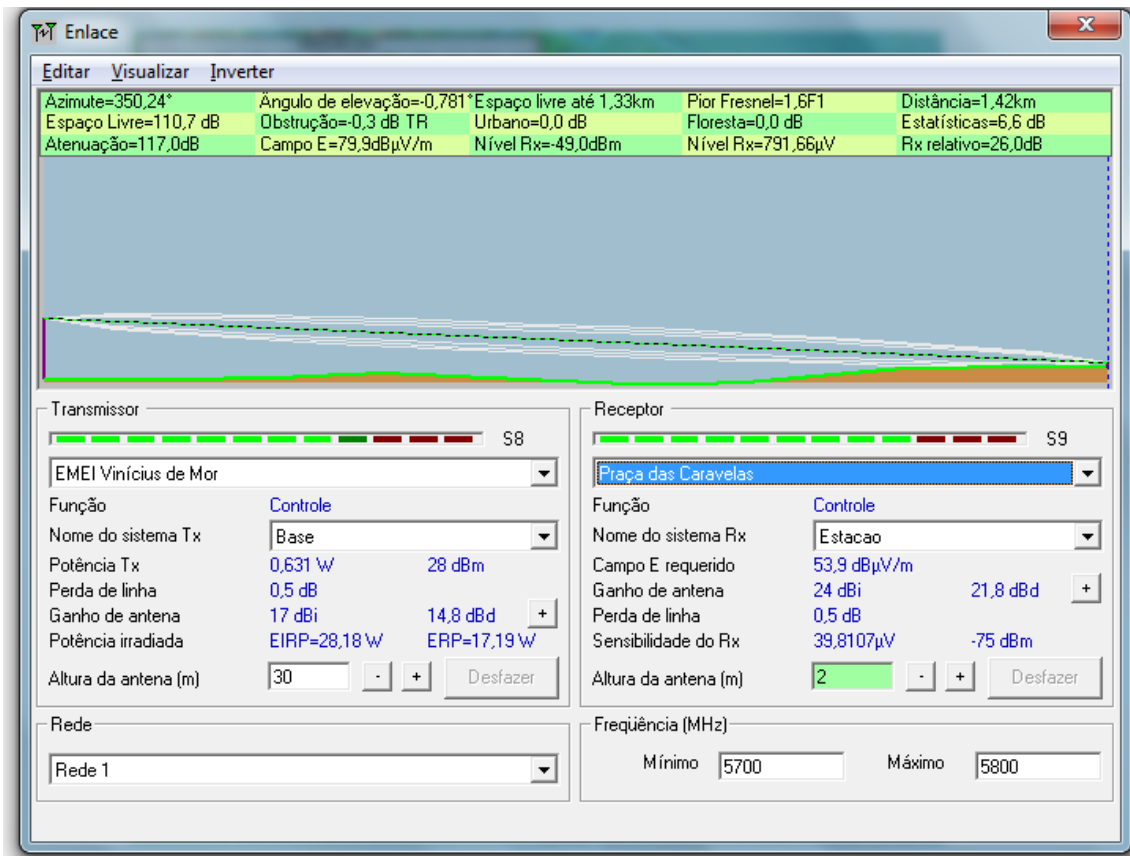 Enlace
Editar Visualizar Inverter
Azimute=350,24° Ângulo de elevação=-0,781° Espaço livre até 1,33km Pior Fresnel=1,6F1 Distância=1,42km
Espaço Livre=110,7 dB Obstrução=-0,3 dB TR Urbano=0,0 dB Floresta=0,0 dB Estatísticas=6,6 dB
Atenuação=117,0dB Campo E=79,9dBµV/m Nível Rx=-49,0dBm Nível Rx=791,66µV Rx relativo=26,0dB
Transmissor
S8
EMEI Vinícius de Mor
Função Controle
Nome do sistema Tx Base
Potência Tx 0,631 W 28 dBm
Perda de linha 0,5 dB
Ganho de antena 17 dBi 14,8 dBd +
Potência irradiada EIRP=28,18 W ERP=17,19 W
Altura da antena (m) 30 - + Desfazer
Receptor
S9
Praça das Caravelas
Função Controle
Nome do sistema Rx Estacao
Campo E requerido 53,9 dBµV/m
Ganho de antena 24 dBi 21,8 dBd +
Perda de linha 0,5 dB
Sensibilidade do Rx 39,8107µV -75 dBm
Altura da antena (m) 2 - + Desfazer
Rede
Rede 1
Freqüência (MHz)
Mínimo 5700 Máximo 5800